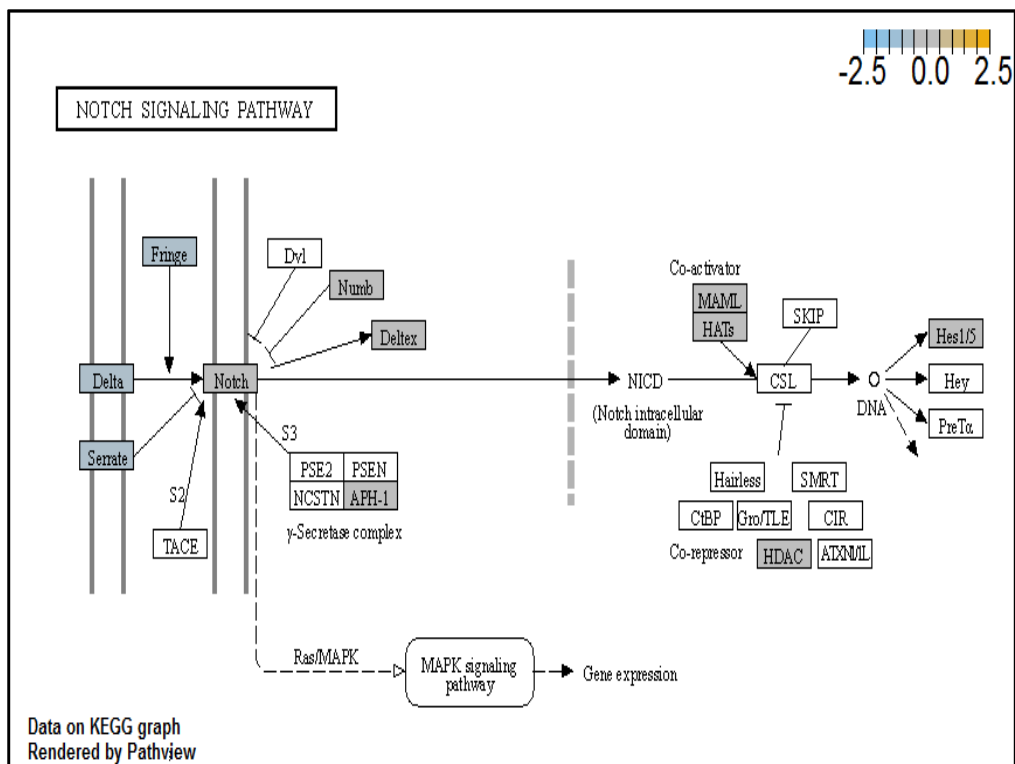 -2.5 0.0 2.5
NOTCH SIGNALING PATHWAY
Fringe
Dvl
Numb
Deltex
Delta
Notch
Serrate
S2
TACE
S3
PSE2 PSEN
NCSTN APH-1
γ-Secretase complex
NICD
(Notch intracellular
domain)
Co-activator
MAML
HATs
SKIP
CSL
DNA
Hes1/5
Hey
PreTα
Hairless SMRT
CtBP Gro/TLE CIR
Co-repressor HDAC
Ras/MAPK
MAPK signaling
pathway
Gene expression
Data on KEGG graph
Rendered by Pathview